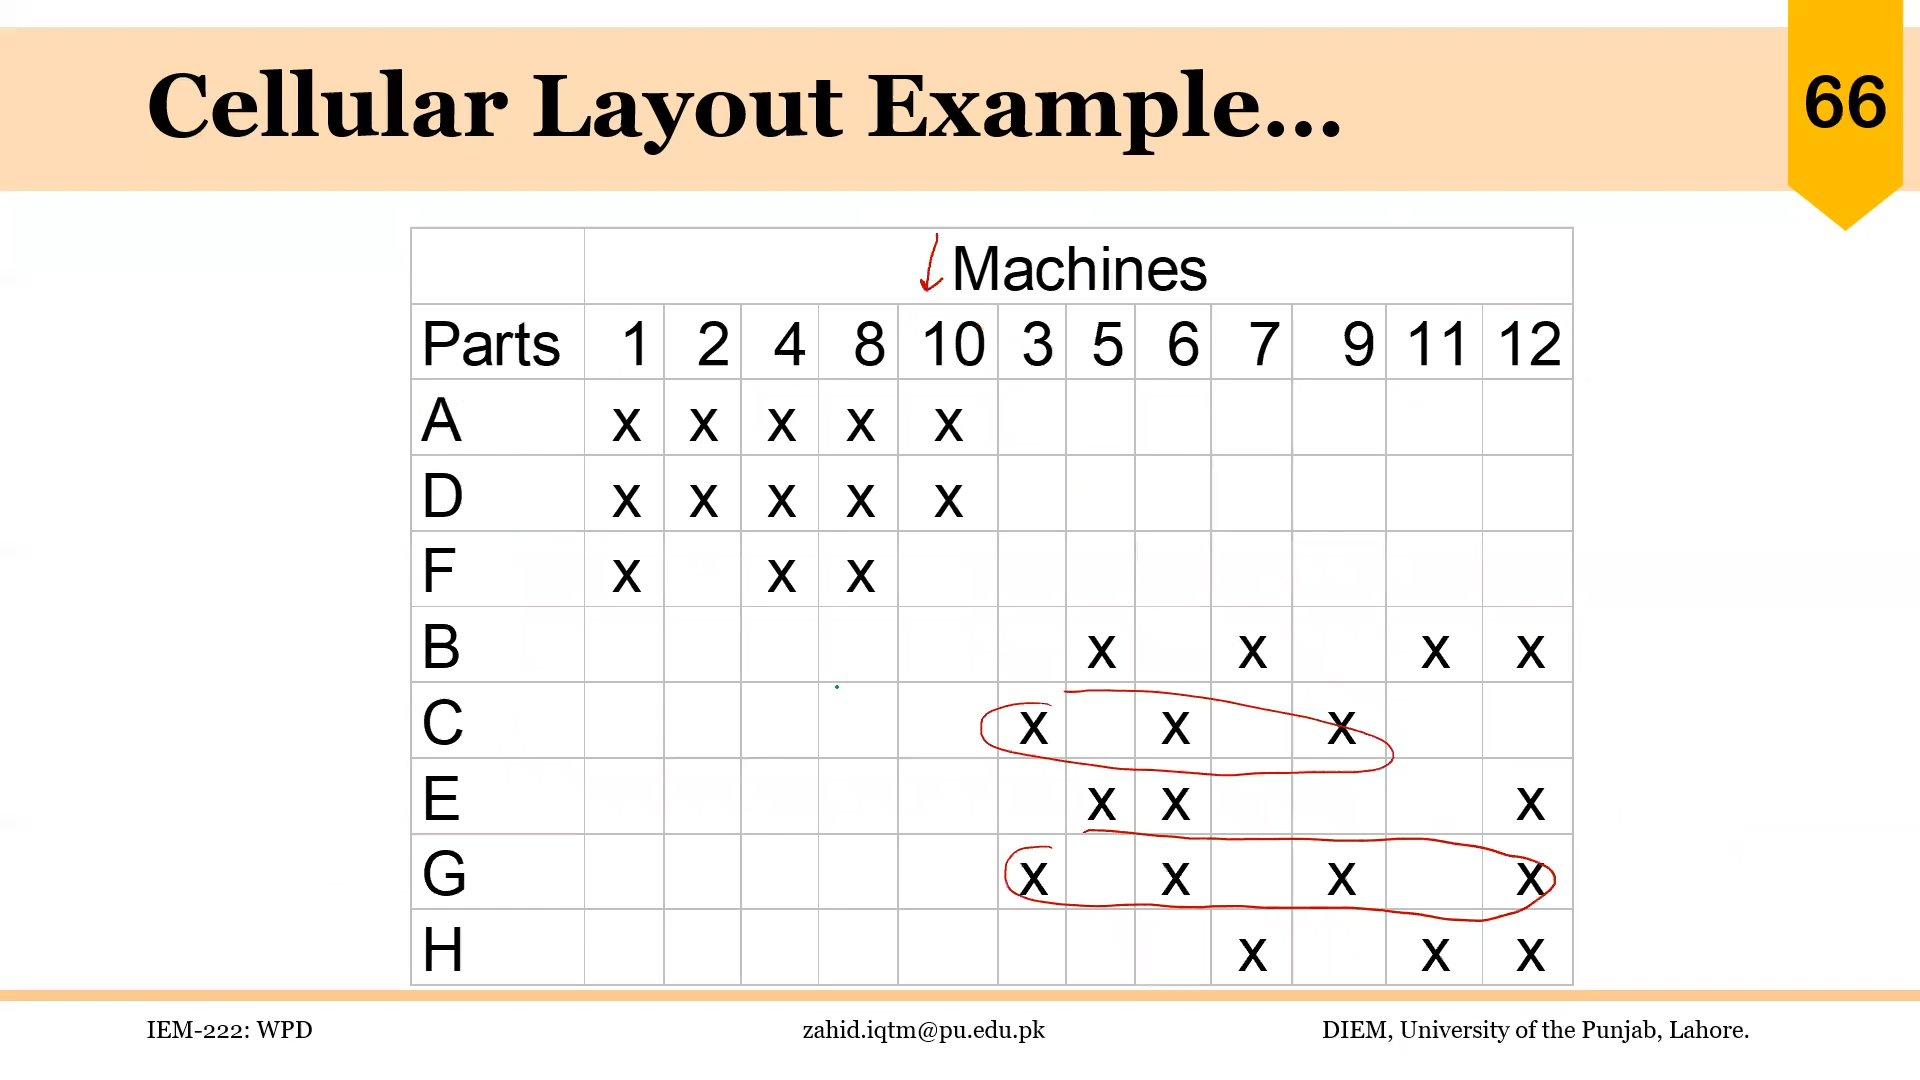 Cellular Layout Example...
66
Machines
Parts 1 2 4 8 10 3 5 6 7 9 11 12
A x x x x x
D x x x x x
F x x x
B x x x x
C x x x
E x x x
G x x x x
H x x x
IEM-222: WPD zahid.iqtm@pu.edu.pk DIEM, University of the Punjab, Lahore.